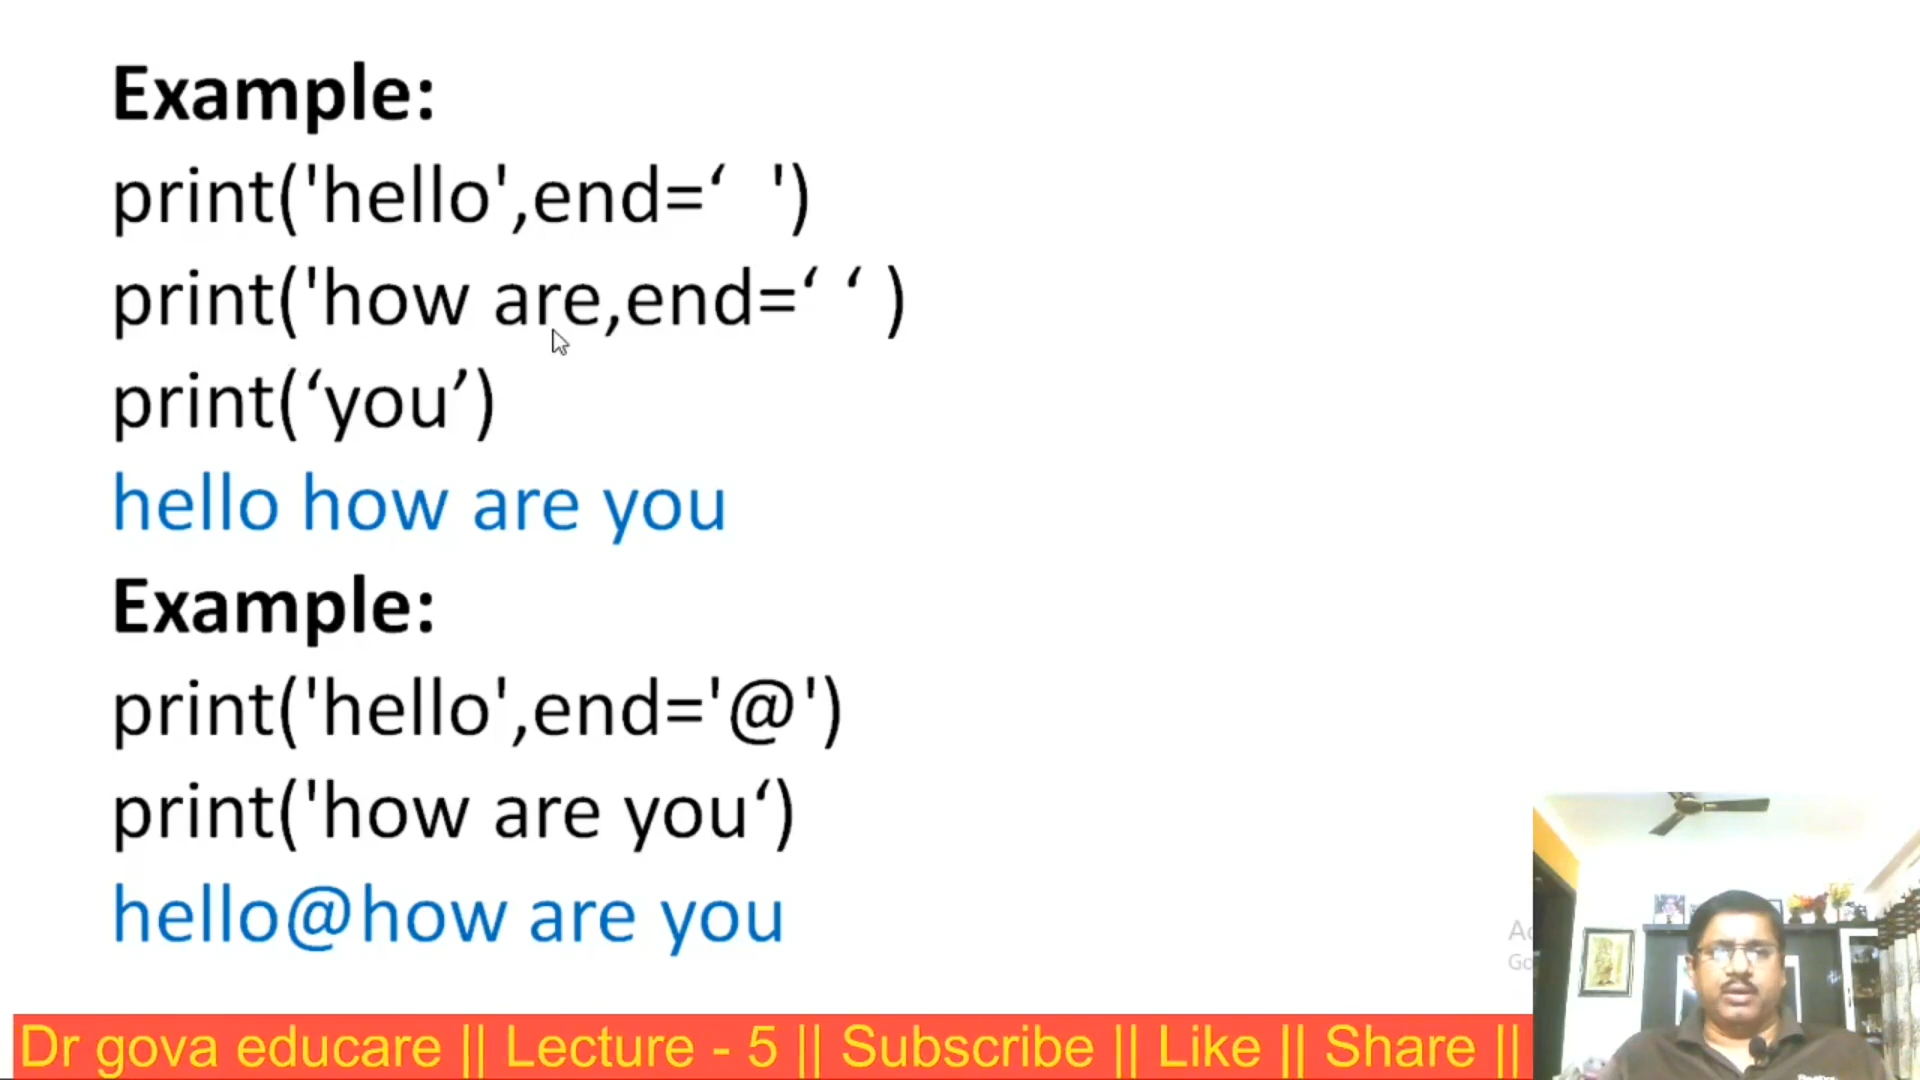 Example:
print('hello',end=‘  ')
print('how are,end=‘ ‘ )
print(‘you’)
hello how are you
Example:
print('hello',end='@')
print('how are you‘)
hello@how are you
Dr gova educare || Lecture - 5 || Subscribe || Like || Share ||